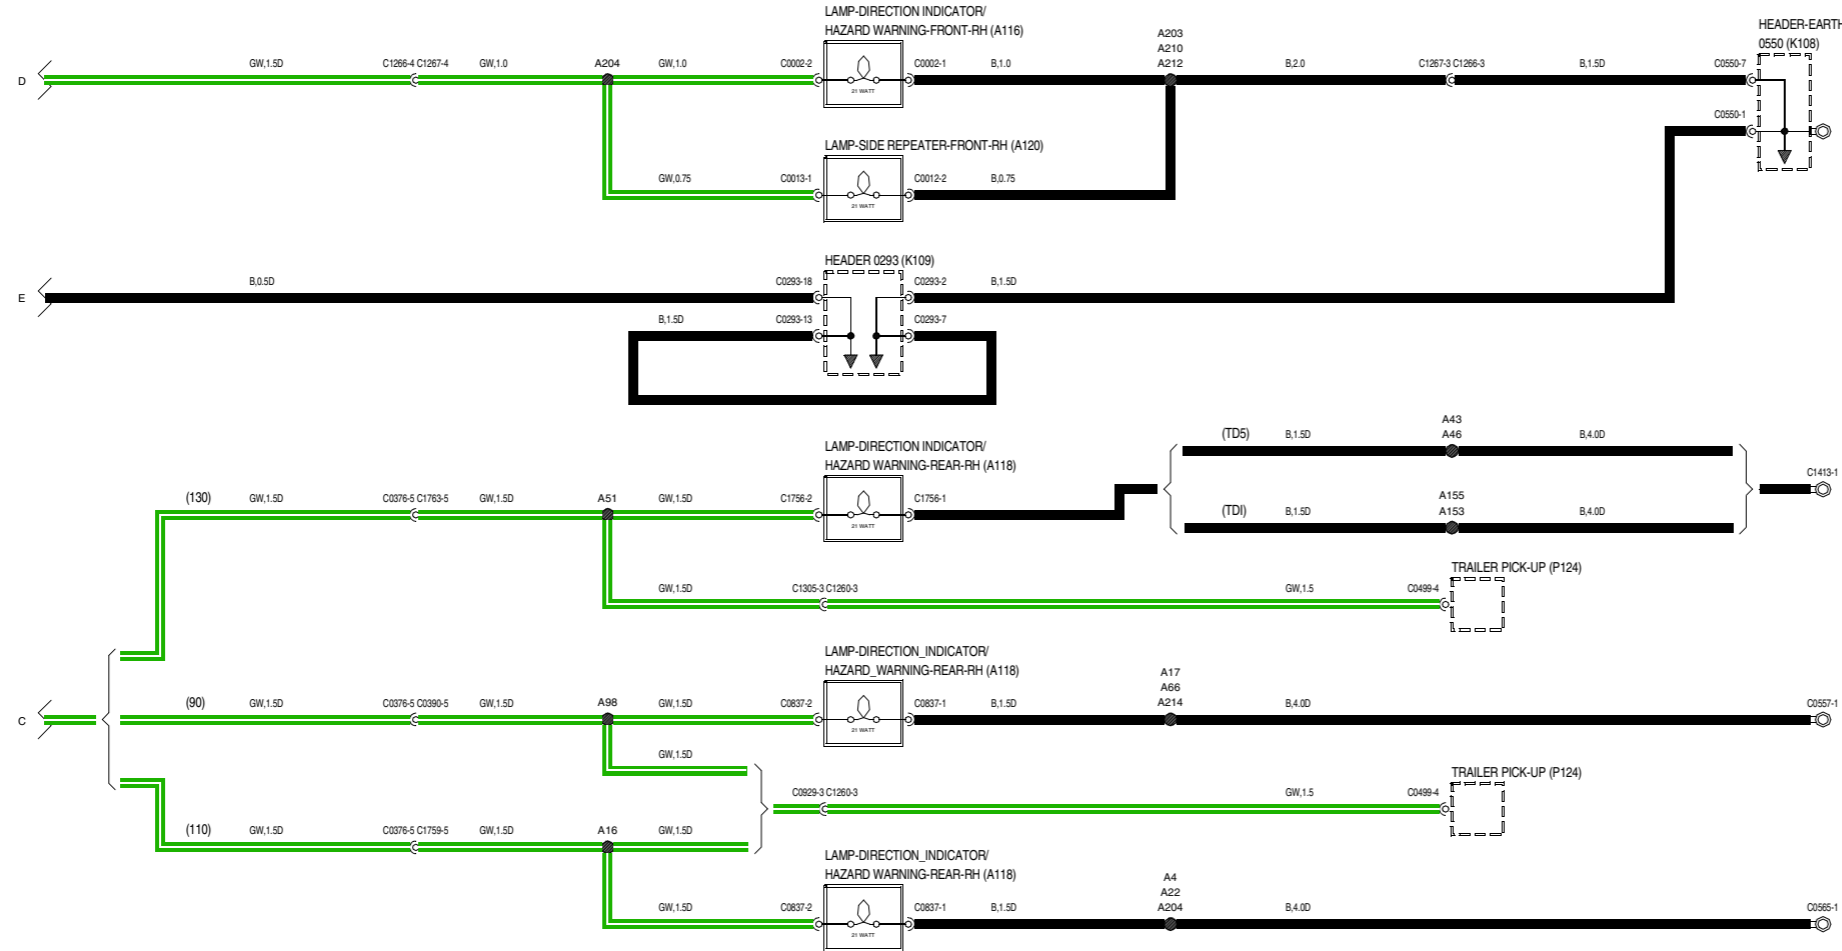 LAMP-DIRECTION INDICATOR/
HAZARD WARNING-FRONT-RH (A116)
HEADER-EARTH
0550 (K108)
A203
A210
D
GW,1.5D
C1266-4 C1267-4
GW,1.0
A204
GW,1.0
C0002-2
21 WATT
C0002-1
B,1.0
A212
B,2.0
C1267-3 C1266-3
B,1.5D
C0550-7
C0550-1
LAMP-SIDE REPEATER-FRONT-RH (A120)
GW,0.75
C0013-1
21 WATT
C0012-2
B,0.75
HEADER 0293 (K109)
E
B,0.5D
C0293-18
C0293-2
B,1.5D
B,1.5D
C0293-13
C0293-7
LAMP-DIRECTION INDICATOR/
HAZARD WARNING-REAR-RH (A118)
(TD5)
B,1.5D
A43
A46
B,4.0D
C1413-1
(130)
GW,1.5D
C0376-5 C1763-5
GW,1.5D
A51
GW,1.5D
C1756-2
21 WATT
C1756-1
(TDI)
B,1.5D
A155
A153
B,4.0D
TRAILER PICK-UP (P124)
GW,1.5D
C1305-3 C1260-3
GW,1.5
C0499-4
LAMP-DIRECTION_INDICATOR/
HAZARD_WARNING-REAR-RH (A118)
A17
A66
C
(90)
GW,1.5D
C0376-5 C0390-5
GW,1.5D
A98
GW,1.5D
C0837-2
21 WATT
C0837-1
B,1.5D
A214
B,4.0D
C0557-1
GW,1.5D
TRAILER PICK-UP (P124)
C0929-3 C1260-3
GW,1.5
C0499-4
(110)
GW,1.5D
C0376-5 C1759-5
GW,1.5D
A16
GW,1.5D
LAMP-DIRECTION_INDICATOR/
HAZARD WARNING-REAR-RH (A118)
A4
A22
GW,1.5D
C0837-2
21 WATT
C0837-1
B,1.5D
A204
B,4.0D
C0565-1